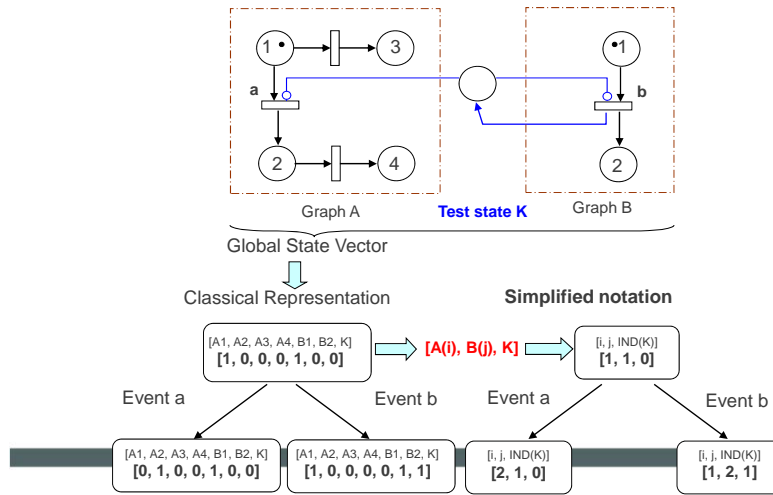 1 3
1
a
b
2 4
2
Graph A
Test state K
Graph B
Global State Vector
Classical Representation
Simplified notation
[A1, A2, A3, A4, B1, B2, K]
[1, 0, 0, 0, 1, 0, 0]
[A(i), B(j), K]
[i, j, IND(K)]
[1, 1, 0]
Event a
Event b
Event a
Event b
[A1, A2, A3, A4, B1, B2, K]
[0, 1, 0, 0, 1, 0, 0]
[A1, A2, A3, A4, B1, B2, K]
[1, 0, 0, 0, 0, 1, 1]
[i, j, IND(K)]
[2, 1, 0]
[i, j, IND(K)]
[1, 2, 1]